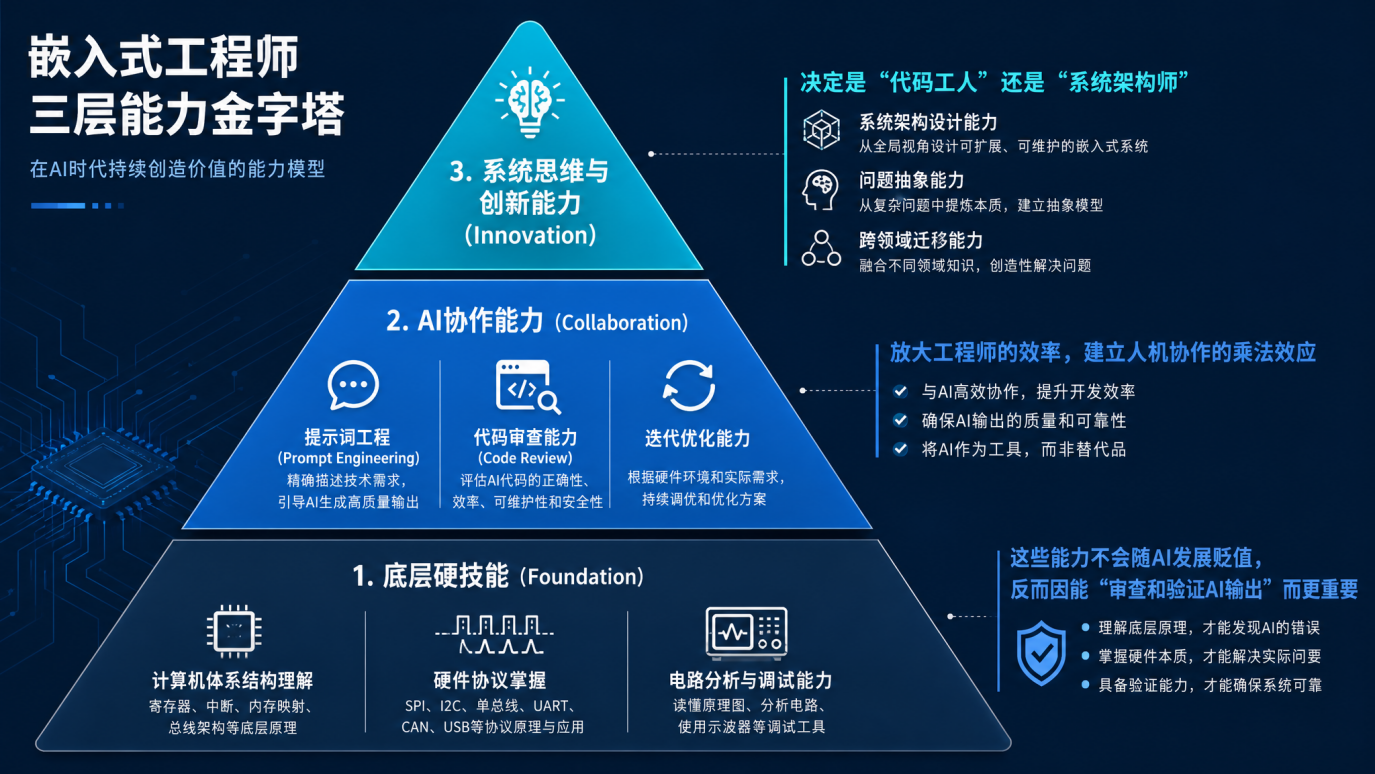 嵌入式工程师
三层能力金字塔
在AI时代持续创造价值的能力模型
3. 系统思维与
创新能力
（Innovation）
决定是“代码工人”还是“系统架构师”
系统架构设计能力
从全局视角设计可扩展、可维护的嵌入式系统
问题抽象能力
从复杂问题中提炼本质，建立抽象模型
跨领域迁移能力
融合不同领域知识，创造性解决问题
2. AI协作能力（Collaboration）
提示词工程
(Prompt Engineering)
精确描述技术需求，
引导AI生成高质量输出
代码审查能力
(Code Review)
评估AI代码的正确性、
效率、可维护性和安全性
迭代优化能力
根据硬件环境和实际需求，
持续调优和优化方案
放大工程师的效率，建立人机协作的乘法效应
与AI高效协作，提升开发效率
确保AI输出的质量和可靠性
将AI作为工具，而非替代品
1. 底层硬技能（Foundation）
计算机体系结构理解
寄存器、中断、内存映射、
总线架构等底层原理
硬件协议掌握
SPI、I2C、单总线、UART、
CAN、USB等协议原理与应用
电路分析与调试能力
读懂原理图、分析电路、
使用示波器等调试工具
这些能力不会随AI发展贬值，
反而因能“审查和验证AI输出”而更重要
理解底层原理，才能发现AI的错误
掌握硬件本质，才能解决实际问要
具备验证能力，才能确保系统可靠